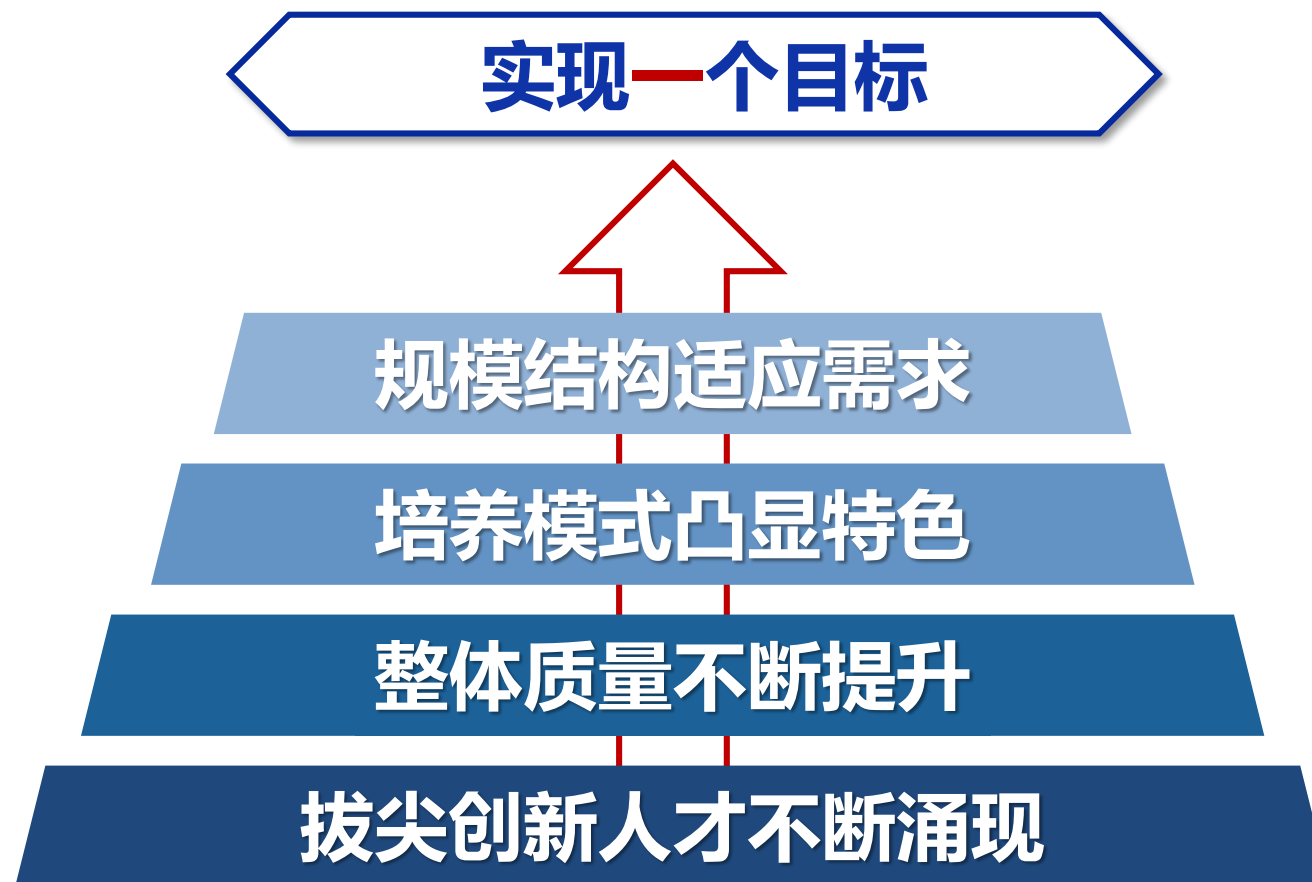 实现一个目标
规模结构适应需求
培养模式凸显特色
整体质量不断提升
拔尖创新人才不断涌现